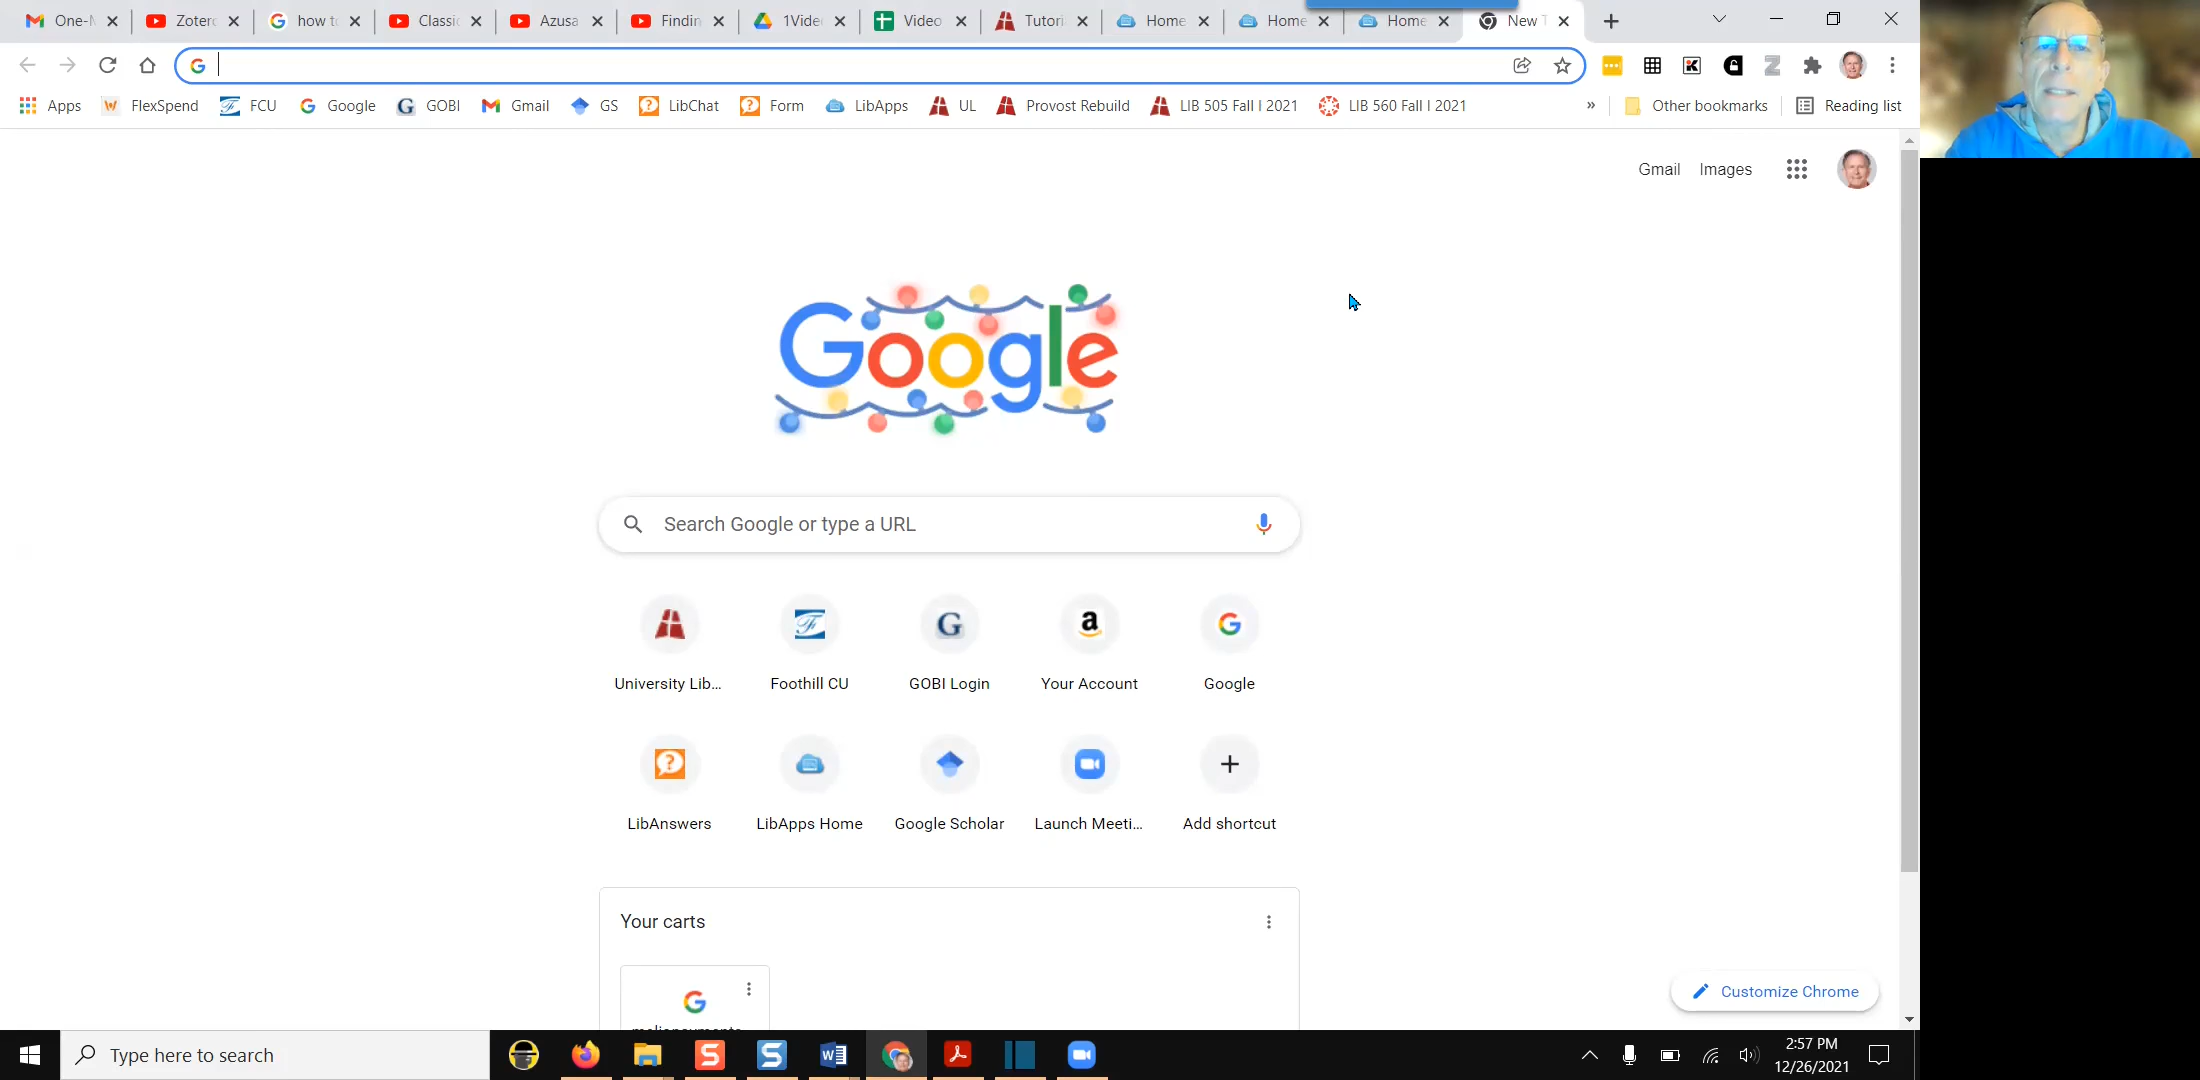 One-M Zoter how to Classic Azusa Findin 1Video Video Tutori Home Home Home New T
Apps FlexSpend FCU Google GOBI Gmail GS LibChat Form LibApps UL Provost Rebuild LIB 505 Fall I 2021 LIB 560 Fall I 2021 » Other bookmarks Reading list
Gmail Images
Google
Search Google or type a URL
University Lib... Foothill CU GOBI Login Your Account Google
LibAnswers LibApps Home Google Scholar Launch Meeti... Add shortcut
Your carts
Customize Chrome
Type here to search
2:57 PM
12/26/2021